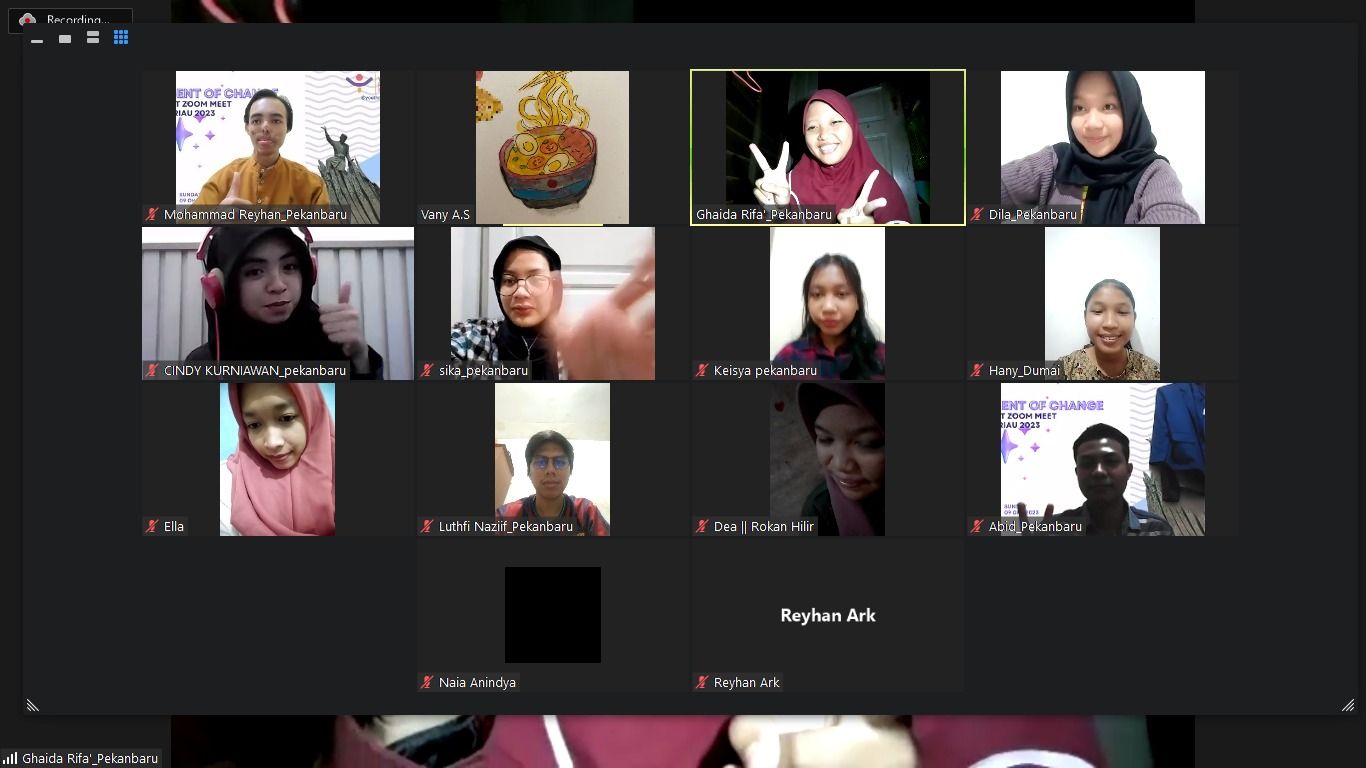 Recording...
ENT OF CHANGE
T ZOOM MEET
RIAU 2023
Mohammad Reyhan_Pekanbaru
Vany A.S
Ghaida Rifa'_Pekanbaru
Dila_Pekanbaru
CINDY KURNIAWAN_pekanbaru
sika_pekanbaru
Keisya pekanbaru
Hany_Dumai
Ella
Luthfi Naziif_Pekanbaru
Dea || Rokan Hilir
ENT OF CHANGE
T ZOOM MEET
RIAU 2023
Abid_Pekanbaru
Naia Anindya
Reyhan Ark
Reyhan Ark
Ghaida Rifa'_Pekanbaru